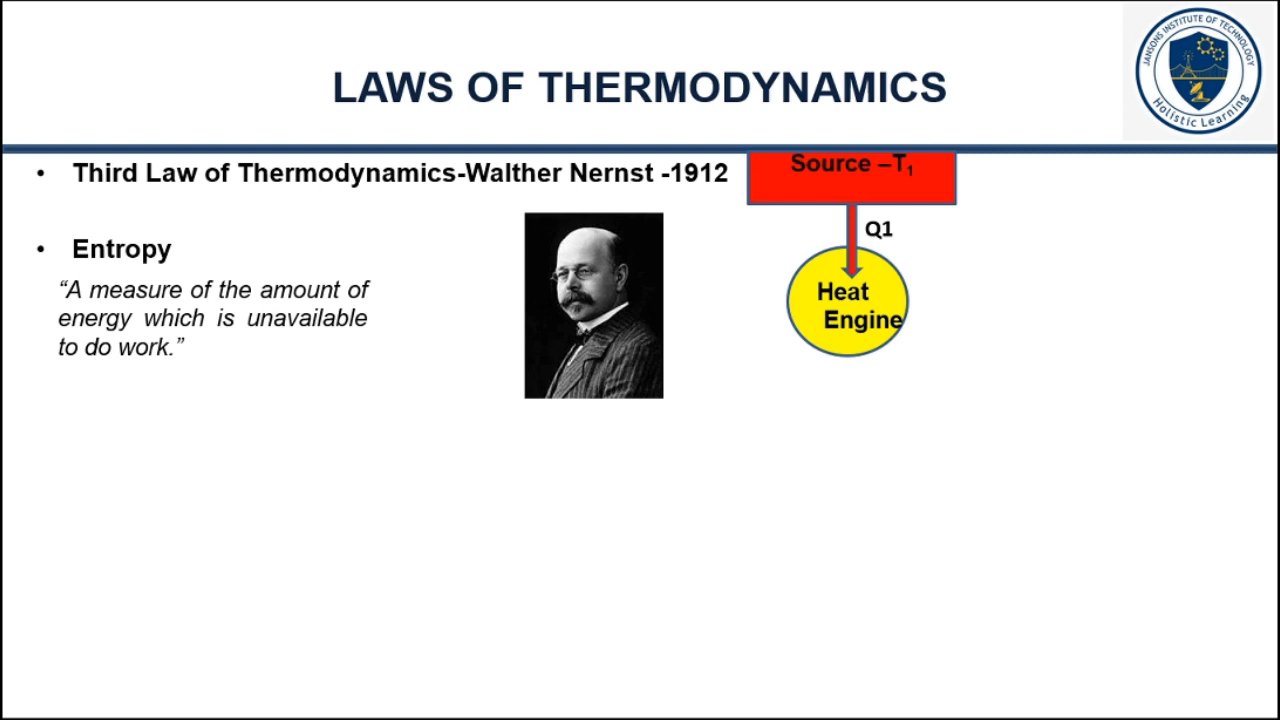 JANSONS INSTITUTE OF TECHNOLOGY
Holistic Learning
LAWS OF THERMODYNAMICS
• Third Law of Thermodynamics-Walther Nernst -1912
Source –T1
Q1
• Entropy
“A measure of the amount of
energy which is unavailable
to do work.”
Heat
Engine